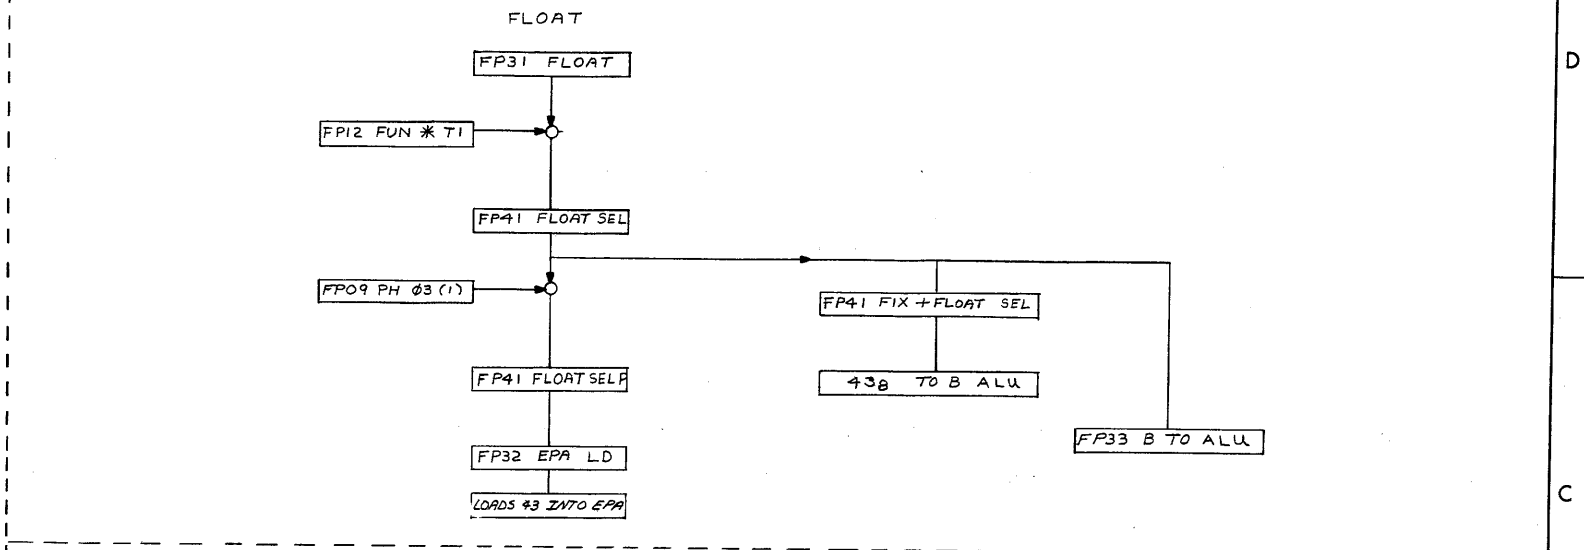 FLOAT
FP31 FLOAT
D
FP12 FUN * T1
FP41 FLOAT SEL
FP09 PH Ø3 (1)
FP41 FIX + FLOAT SEL
FP41 FLOAT SELP
43₈ TO B ALU
FP33 B TO ALU
FP32 EPA LD
LOADS 43 INTO EPA
C